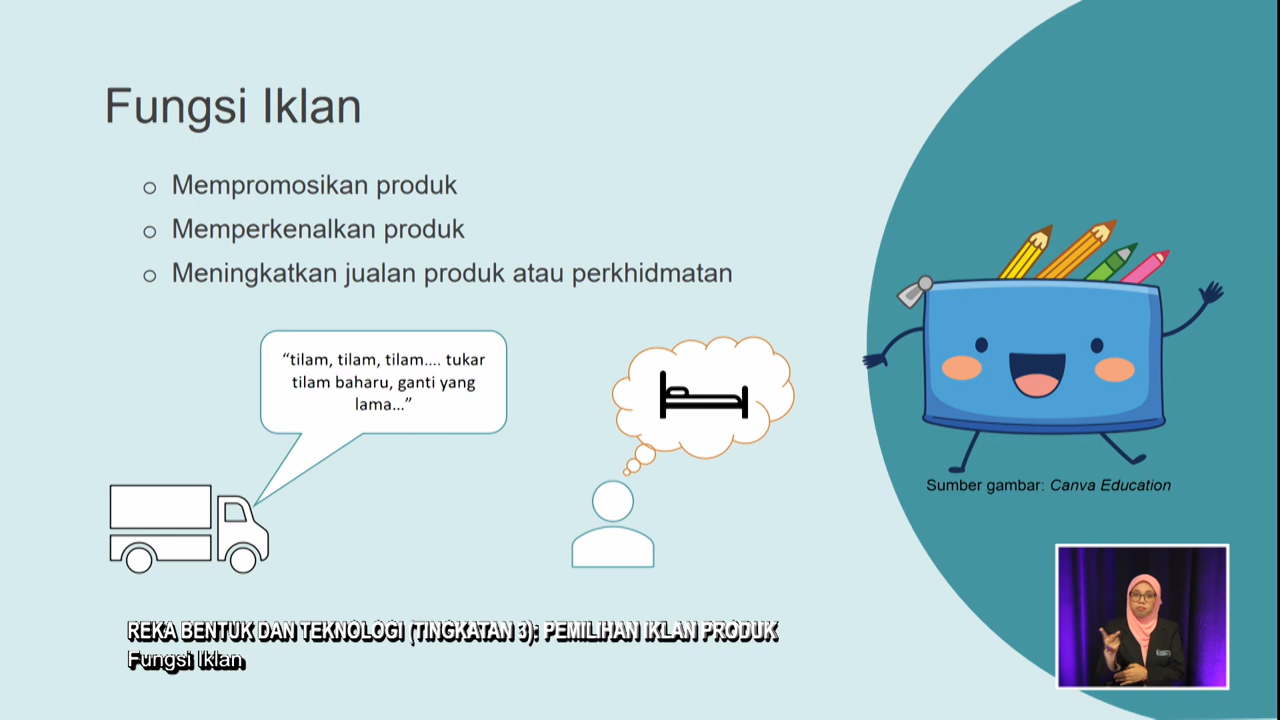 Fungsi Iklan
Mempromosikan produk
Memperkenalkan produk
Meningkatkan jualan produk atau perkhidmatan
“tilam, tilam, tilam.... tukar
tilam baharu, ganti yang
lama...”
Sumber gambar: Canva Education
REKA BENTUK DAN TEKNOLOGI (TINGKATAN 3): PEMILIHAN IKLAN PRODUK
Fungsi Iklan